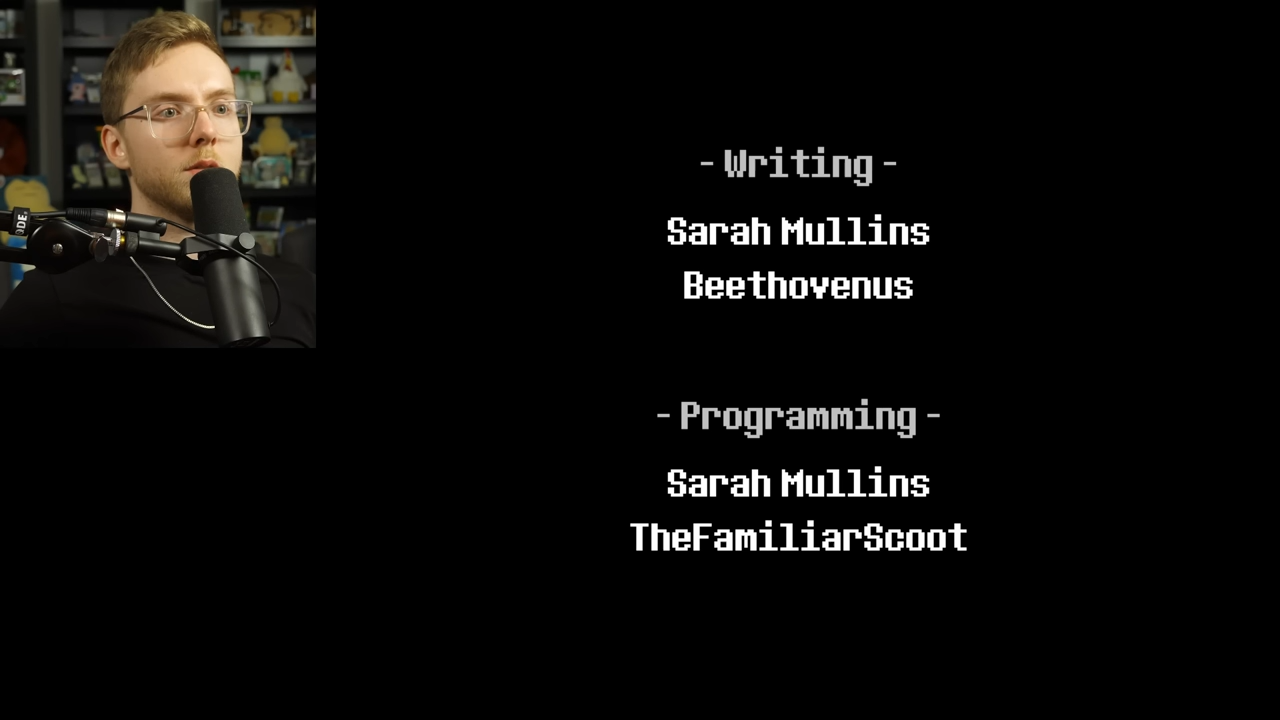 - Writing -
Sarah Mullins
Beethovenus
- Programming -
Sarah Mullins
TheFamiliarScoot